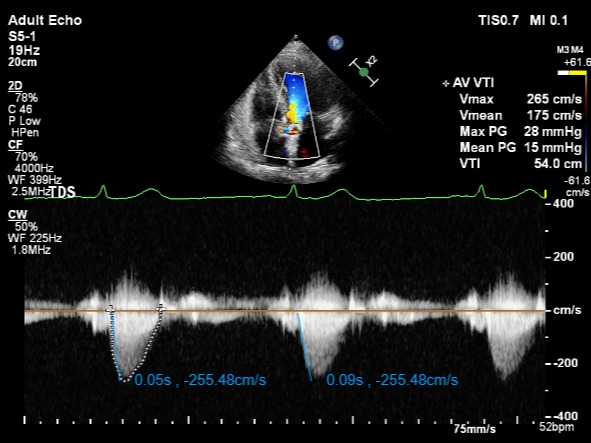 Adult Echo
TIS0.7 MI 0.1
S5-1
19Hz
20cm
2D
78%
C 46
P Low
HPen
CF
70%
4000Hz
WF 399Hz
2.5MHz
TDS
CW
50%
WF 225Hz
1.8MHz
P
X2
M3 M4
+61.6
-61.6
cm/s
AV VTI
Vmax 265 cm/s
Vmean 175 cm/s
Max PG 28 mmHg
Mean PG 15 mmHg
VTI 54.0 cm
-400
-200
-cm/s
-200
-400
0.05s , -255.48cm/s
0.09s , -255.48cm/s
75mm/s
52bpm